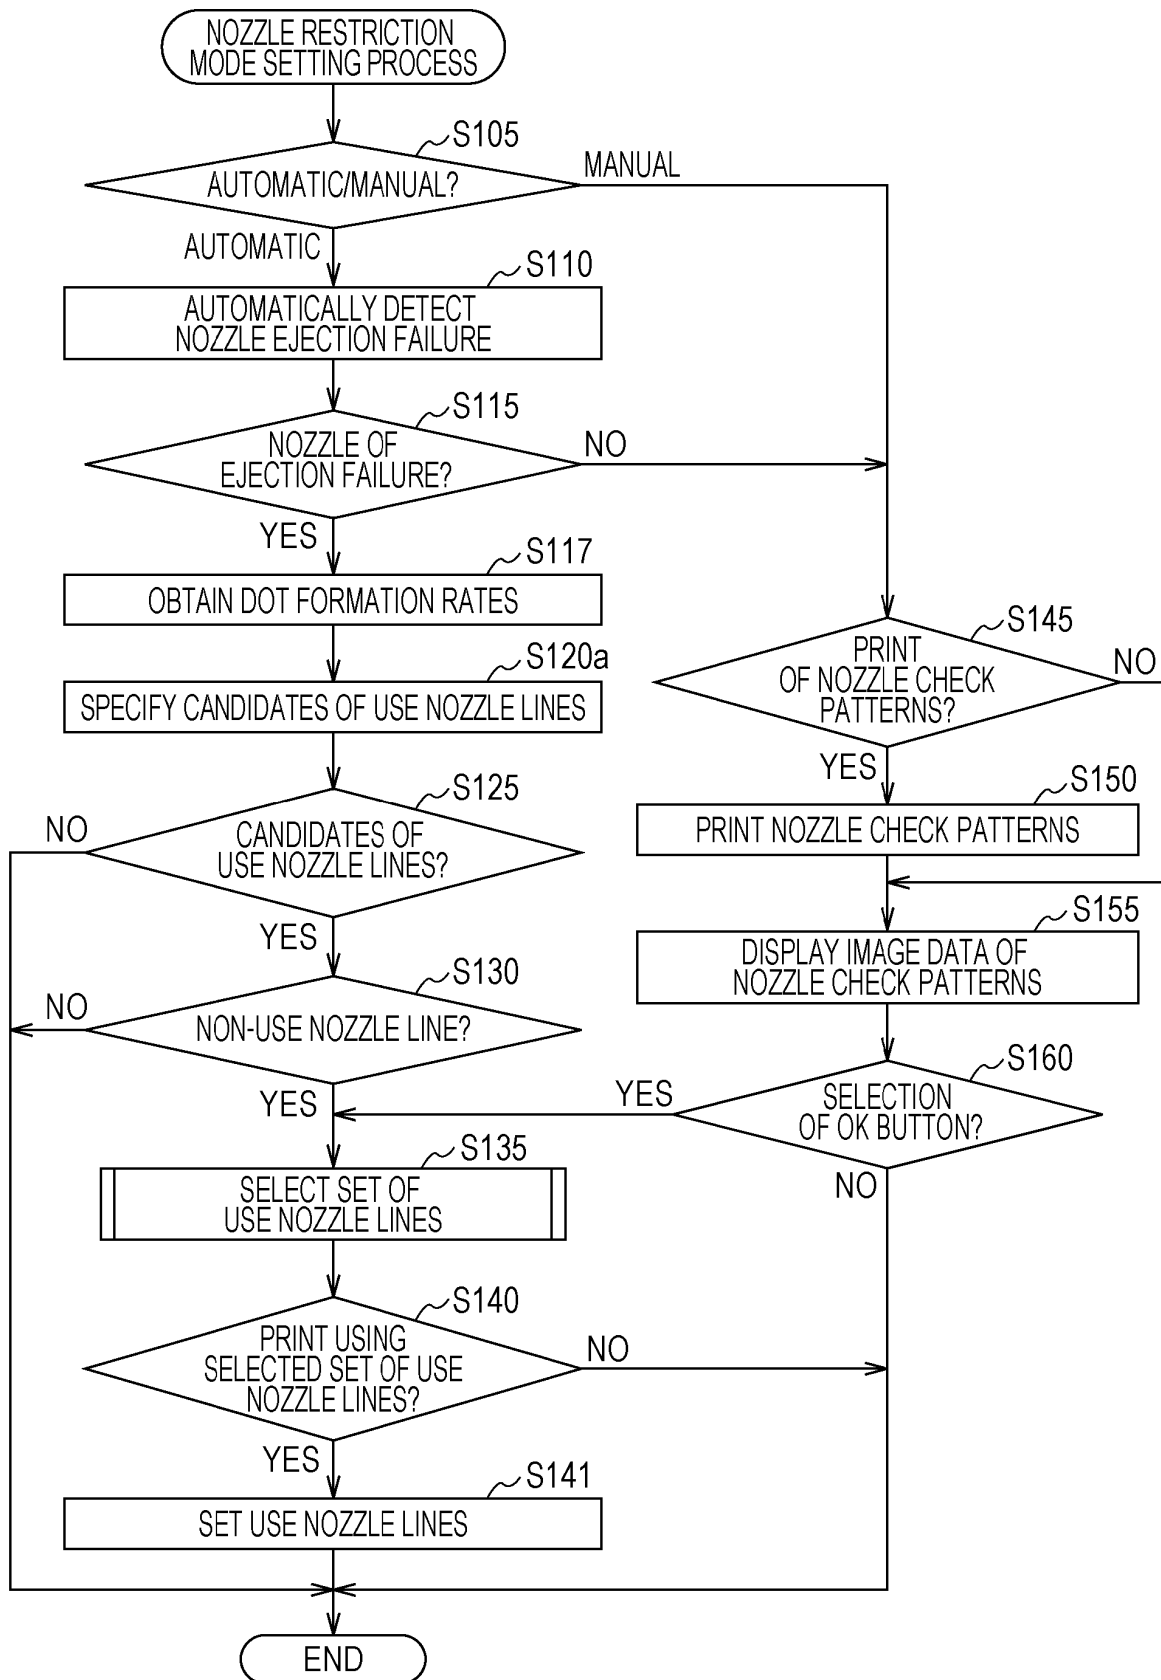 NOZZLE RESTRICTION
MODE SETTING PROCESS
S105
AUTOMATIC/MANUAL?
MANUAL
AUTOMATIC
S110
AUTOMATICALLY DETECT
NOZZLE EJECTION FAILURE
S115
NOZZLE OF
EJECTION FAILURE?
NO
YES
S117
OBTAIN DOT FORMATION RATES
S120a
SPECIFY CANDIDATES OF USE NOZZLE LINES
S125
CANDIDATES OF
USE NOZZLE LINES?
NO
YES
S130
NON-USE NOZZLE LINE?
NO
YES
S135
SELECT SET OF
USE NOZZLE LINES
S140
PRINT USING
SELECTED SET OF USE
NOZZLE LINES?
NO
YES
S141
SET USE NOZZLE LINES
S145
PRINT
OF NOZZLE CHECK
PATTERNS?
NO
YES
S150
PRINT NOZZLE CHECK PATTERNS
S155
DISPLAY IMAGE DATA OF
NOZZLE CHECK PATTERNS
S160
SELECTION
OF OK BUTTON?
YES
NO
END